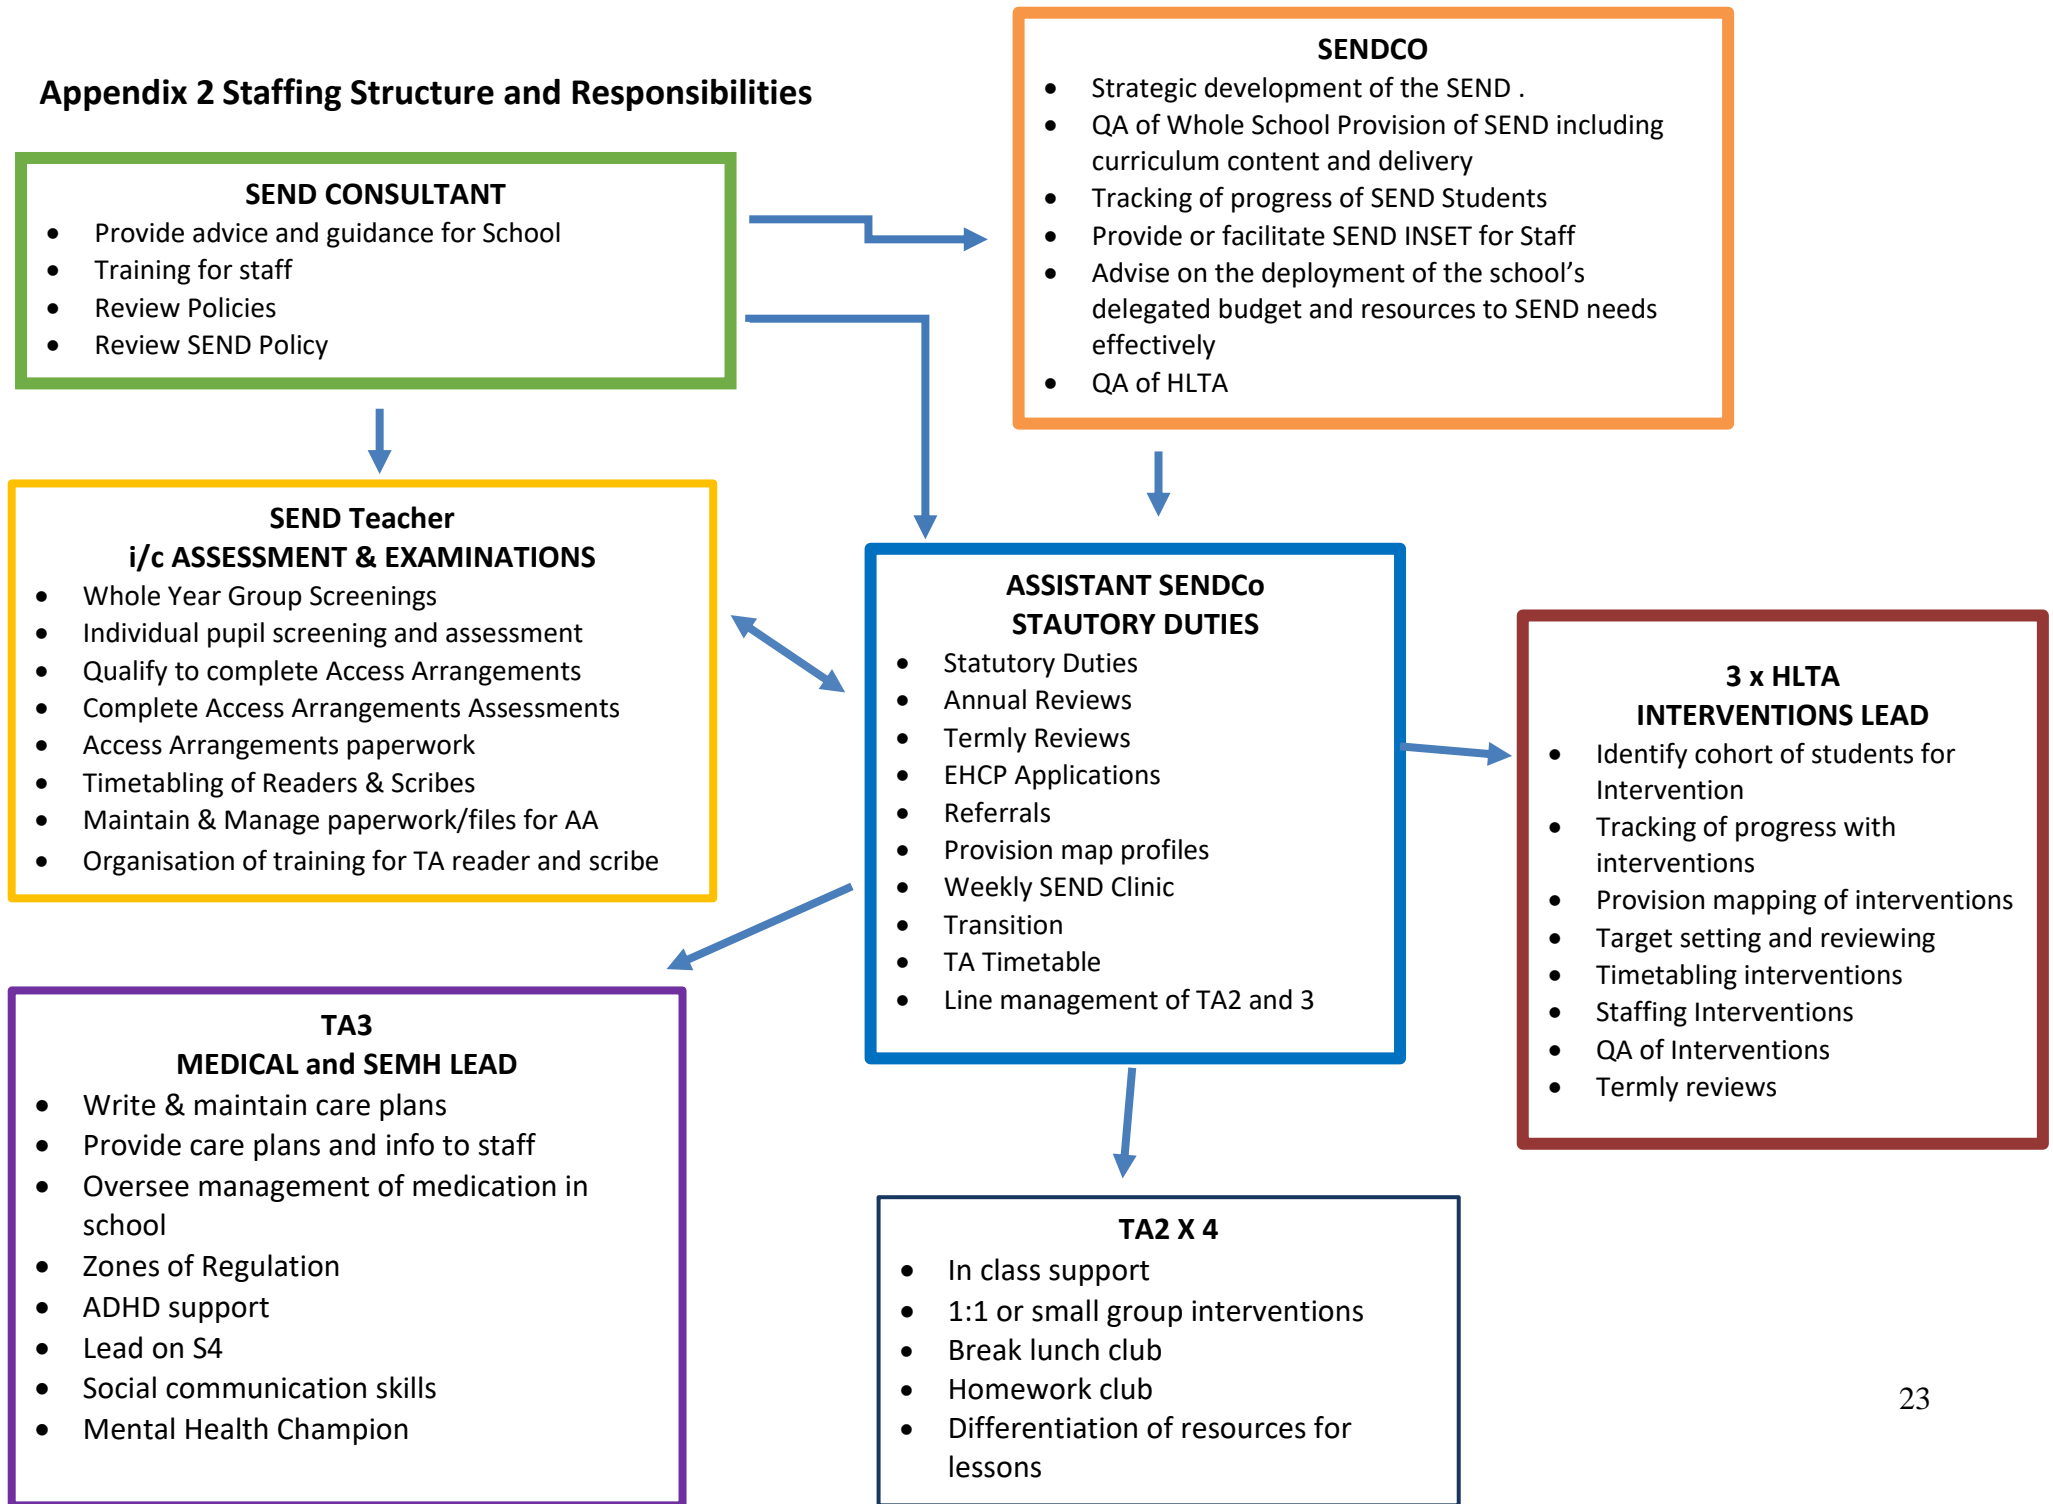 Appendix 2 Staffing Structure and Responsibilities
SENDCO
• Strategic development of the SEND .
• QA of Whole School Provision of SEND including
curriculum content and delivery
• Tracking of progress of SEND Students
• Provide or facilitate SEND INSET for Staff
• Advise on the deployment of the school’s
delegated budget and resources to SEND needs
effectively
• QA of HLTA
SEND CONSULTANT
• Provide advice and guidance for School
• Training for staff
• Review Policies
• Review SEND Policy
SEND Teacher
i/c ASSESSMENT & EXAMINATIONS
• Whole Year Group Screenings
• Individual pupil screening and assessment
• Qualify to complete Access Arrangements
• Complete Access Arrangements Assessments
• Access Arrangements paperwork
• Timetabling of Readers & Scribes
• Maintain & Manage paperwork/files for AA
• Organisation of training for TA reader and scribe
ASSISTANT SENDCo
STAUTORY DUTIES
• Statutory Duties
• Annual Reviews
• Termly Reviews
• EHCP Applications
• Referrals
• Provision map profiles
• Weekly SEND Clinic
• Transition
• TA Timetable
• Line management of TA2 and 3
3 x HLTA
INTERVENTIONS LEAD
• Identify cohort of students for
Intervention
• Tracking of progress with
interventions
• Provision mapping of interventions
• Target setting and reviewing
• Timetabling interventions
• Staffing Interventions
• QA of Interventions
• Termly reviews
TA3
MEDICAL and SEMH LEAD
• Write & maintain care plans
• Provide care plans and info to staff
• Oversee management of medication in
school
• Zones of Regulation
• ADHD support
• Lead on S4
• Social communication skills
• Mental Health Champion
TA2 X 4
• In class support
• 1:1 or small group interventions
• Break lunch club
• Homework club
• Differentiation of resources for
lessons
23